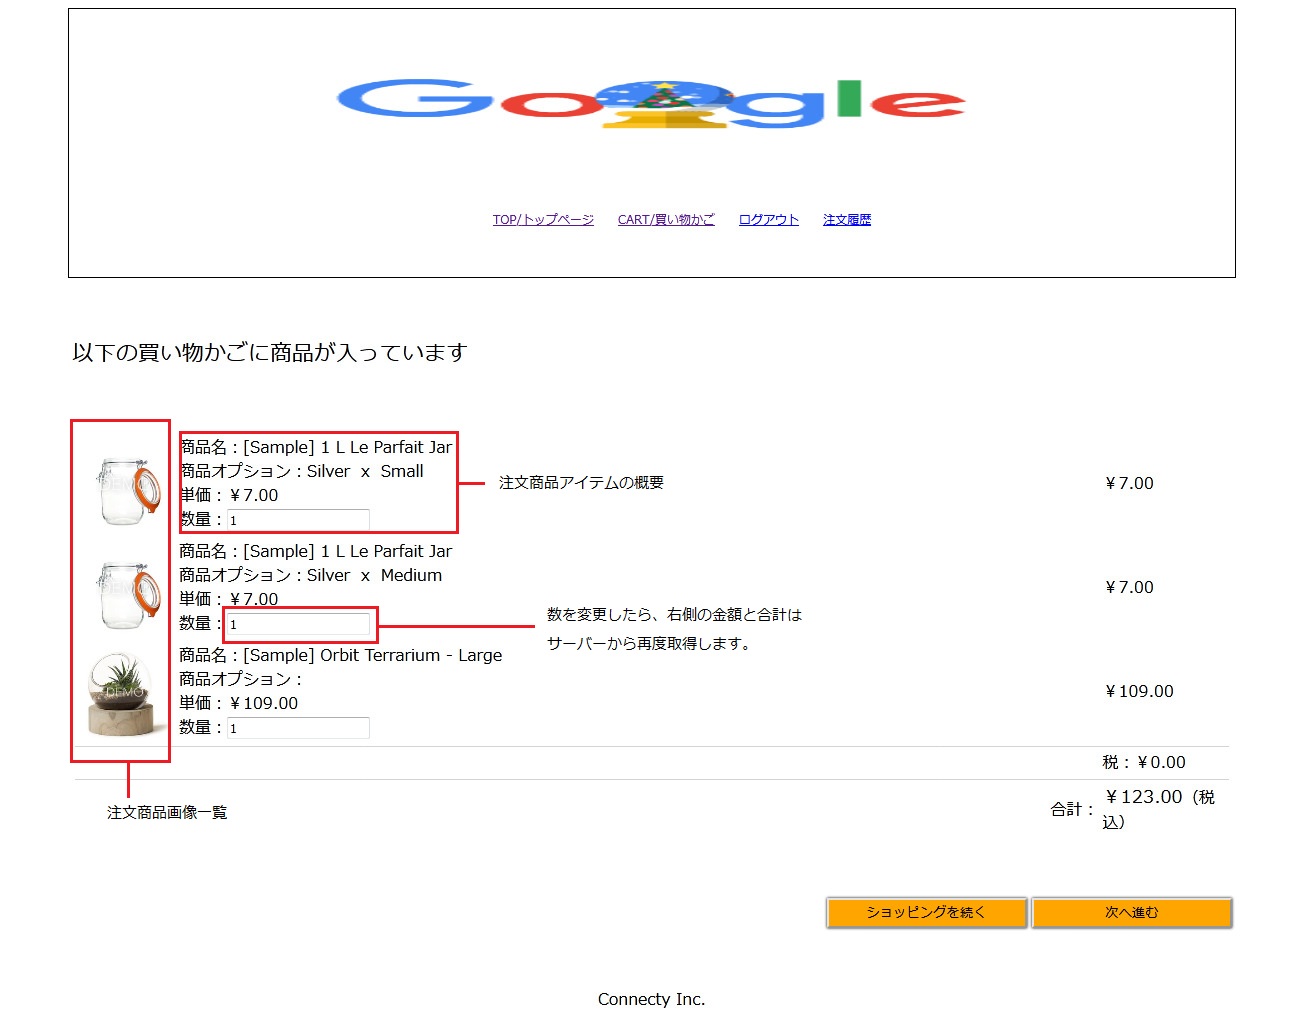 Google
TOP/トップページ CART/買い物かご ログアウト 注文履歴
以下の買い物かごに商品が入っています
商品名：[Sample] 1 L Le Parfait Jar
商品オプション：Silver x Small
単価：￥7.00
数量：1
注文商品アイテムの概要
￥7.00
DEMO
商品名：[Sample] 1 L Le Parfait Jar
商品オプション：Silver x Medium
単価：￥7.00
数量：1
￥7.00
DEMO
数を変更したら、右側の金額と合計は
サーバーから再度取得します。
商品名：[Sample] Orbit Terrarium - Large
商品オプション：
単価：￥109.00
数量：1
￥109.00
DEMO
税：￥0.00
合計：￥123.00（税
込）
注文商品画像一覧
ショッピングを続く 次へ進む
Connecty Inc.